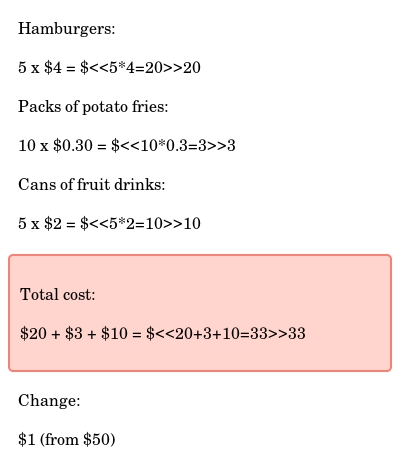 Hamburgers:
5 x $4 = $<<5*4=20>>20
Packs of potato fries:
10 x $0.30 = $<<10*0.3=3>>3
Cans of fruit drinks:
5 x $2 = $<<5*2=10>>10
Total cost:
$20 + $3 + $10 = $<<20+3+10=33>>33
Change:
$1 (from $50)